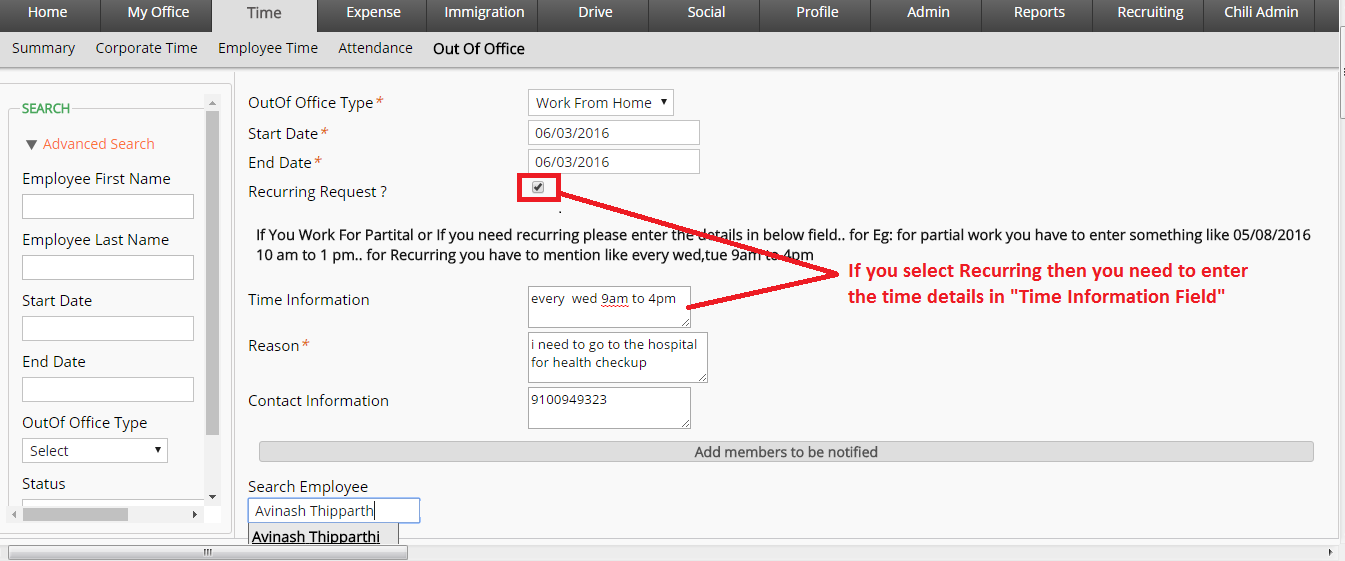 Home My Office Time Expense Immigration Drive Social Profile Admin Reports Recruiting Chili Admin
Summary Corporate Time Employee Time Attendance Out Of Office
SEARCH
Advanced Search
Employee First Name
Employee Last Name
Start Date
End Date
OutOf Office Type
Select
Status
OutOf Office Type* Work From Home
Start Date* 06/03/2016
End Date* 06/03/2016
Recurring Request ?
.
If You Work For Partital or If you need recurring please enter the details in below field.. for Eg: for partial work you have to enter something like 05/08/2016
10 am to 1 pm.. for Recurring you have to mention like every wed,tue 9am to 4pm
If you select Recurring then you need to enter
the time details in "Time Information Field"
Time Information every wed 9am to 4pm
Reason* i need to go to the hospital
for health checkup
Contact Information 9100949323
Add members to be notified
Search Employee
Avinash Thipparth
Avinash Thipparthi